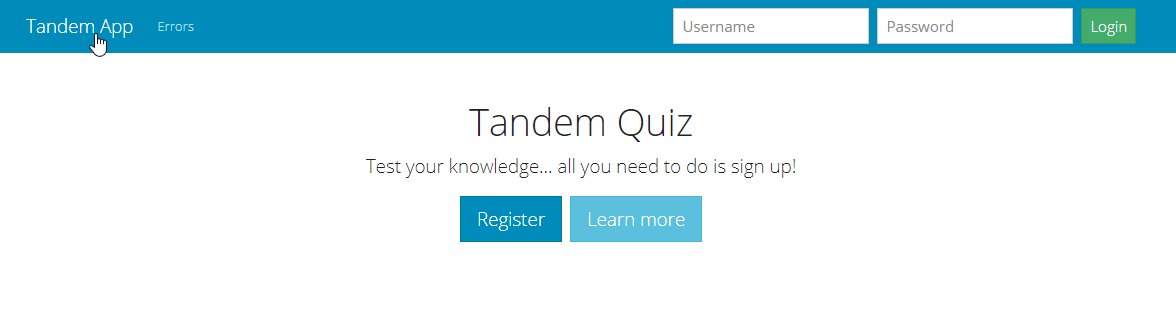 Tandem App Errors Username Password Login
Tandem Quiz
Test your knowledge... all you need to do is sign up!
Register Learn more